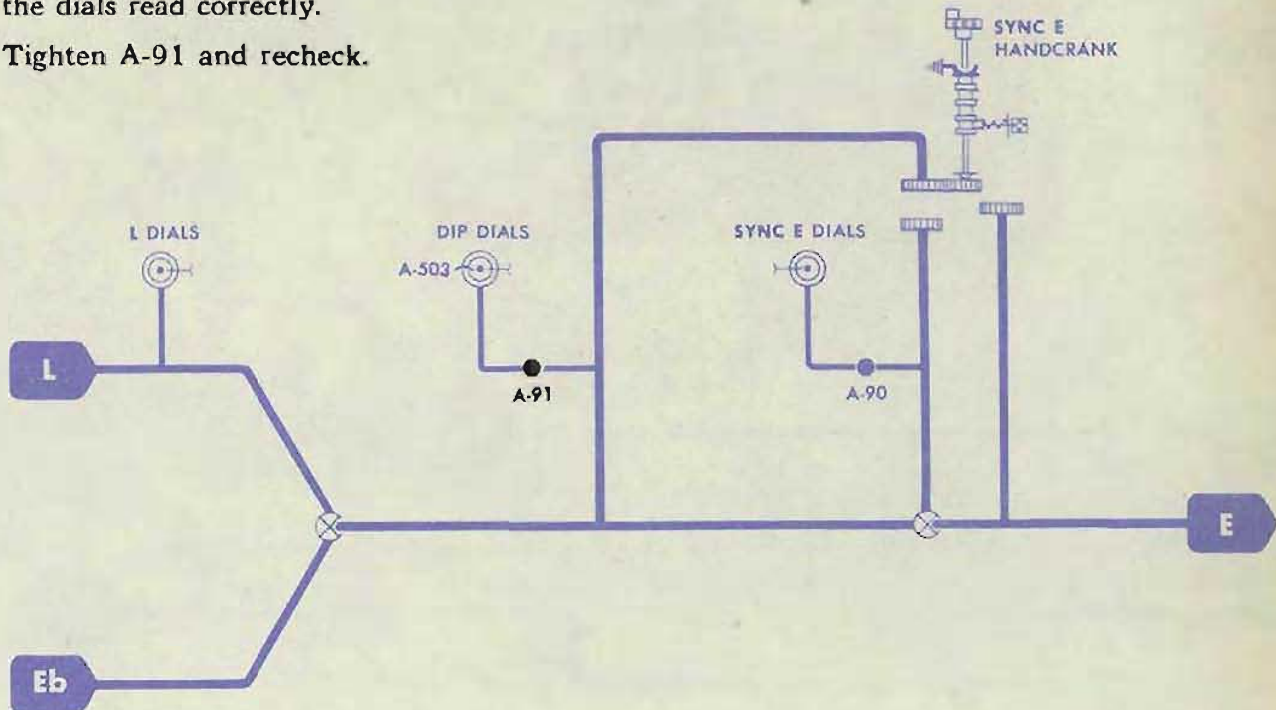 the dials read correctly.
Tighten A-91 and recheck.
SYNC E
HANDCRANK
L DIALS
DIP DIALS
SYNC E DIALS
A-503
L
A-91
A-90
E
Eb